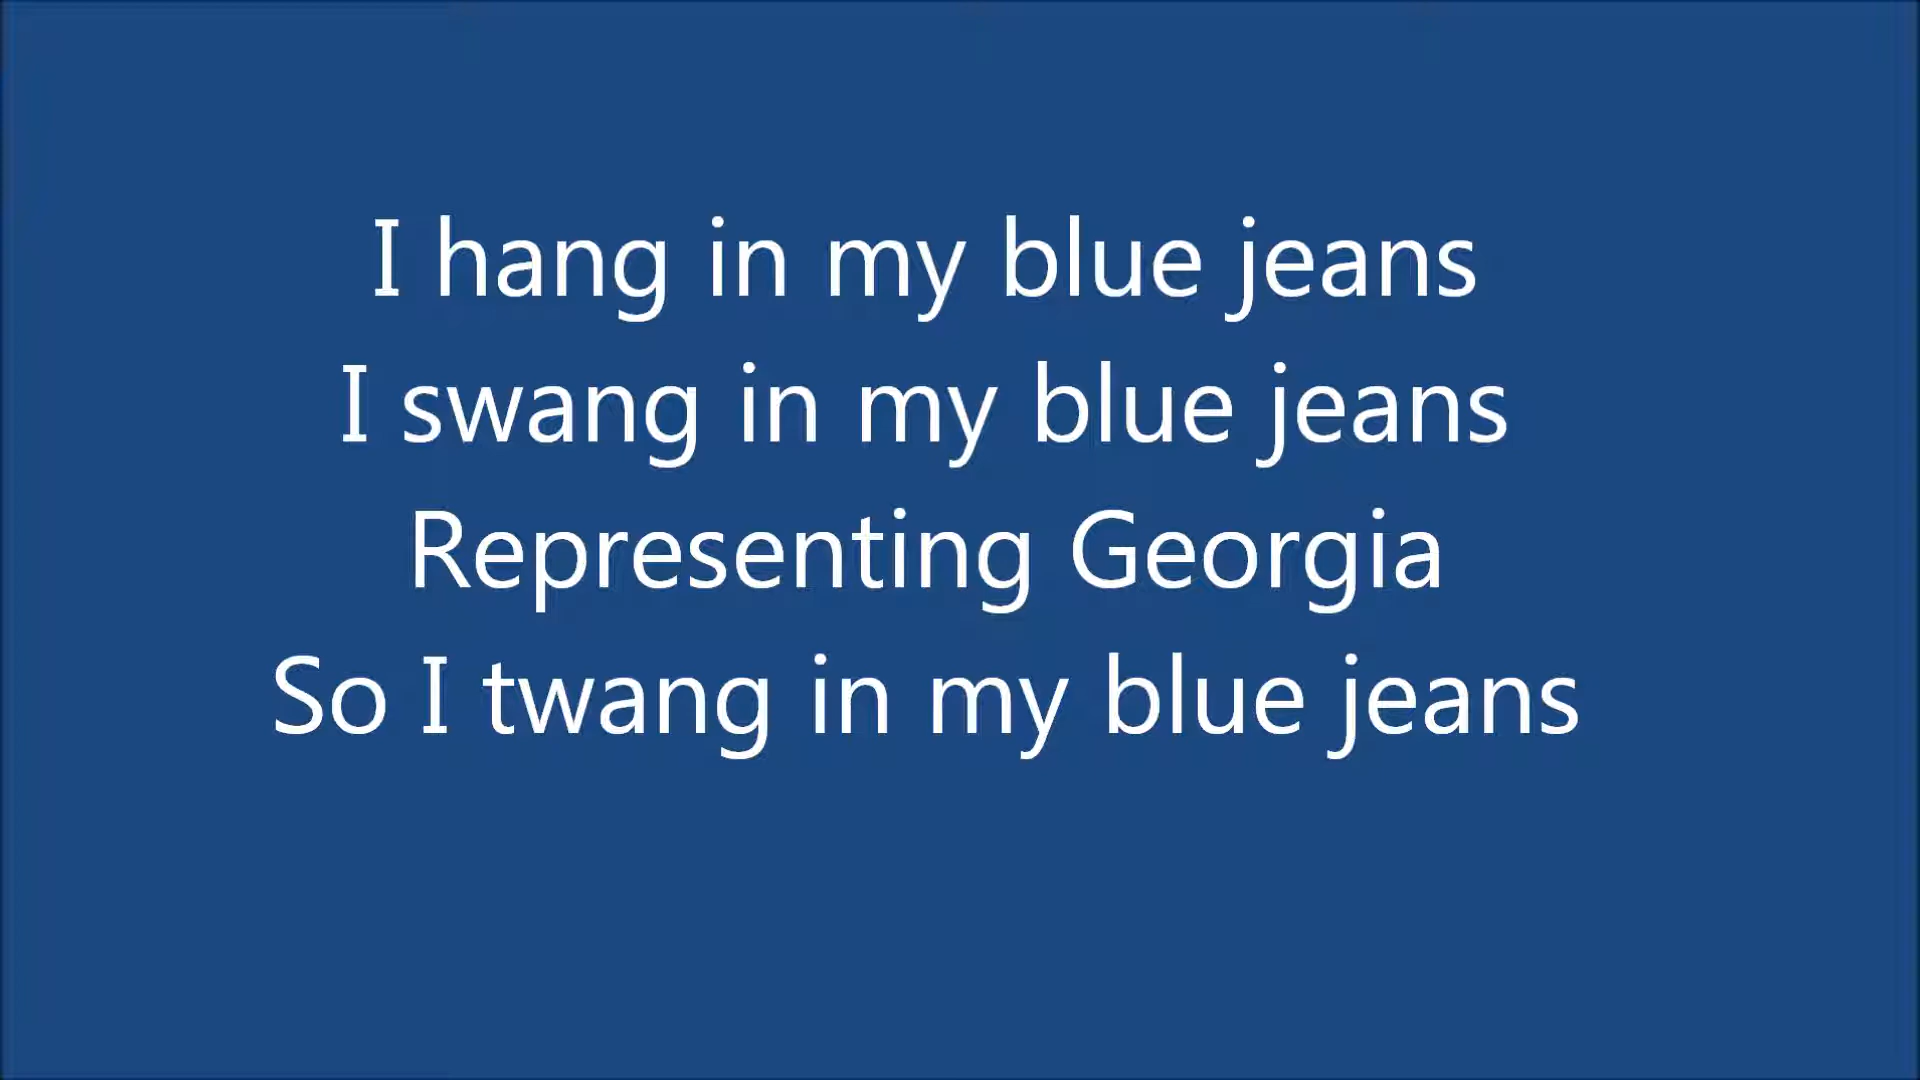 I hang in my blue jeans
I swang in my blue jeans
Representing Georgia
So I twang in my blue jeans